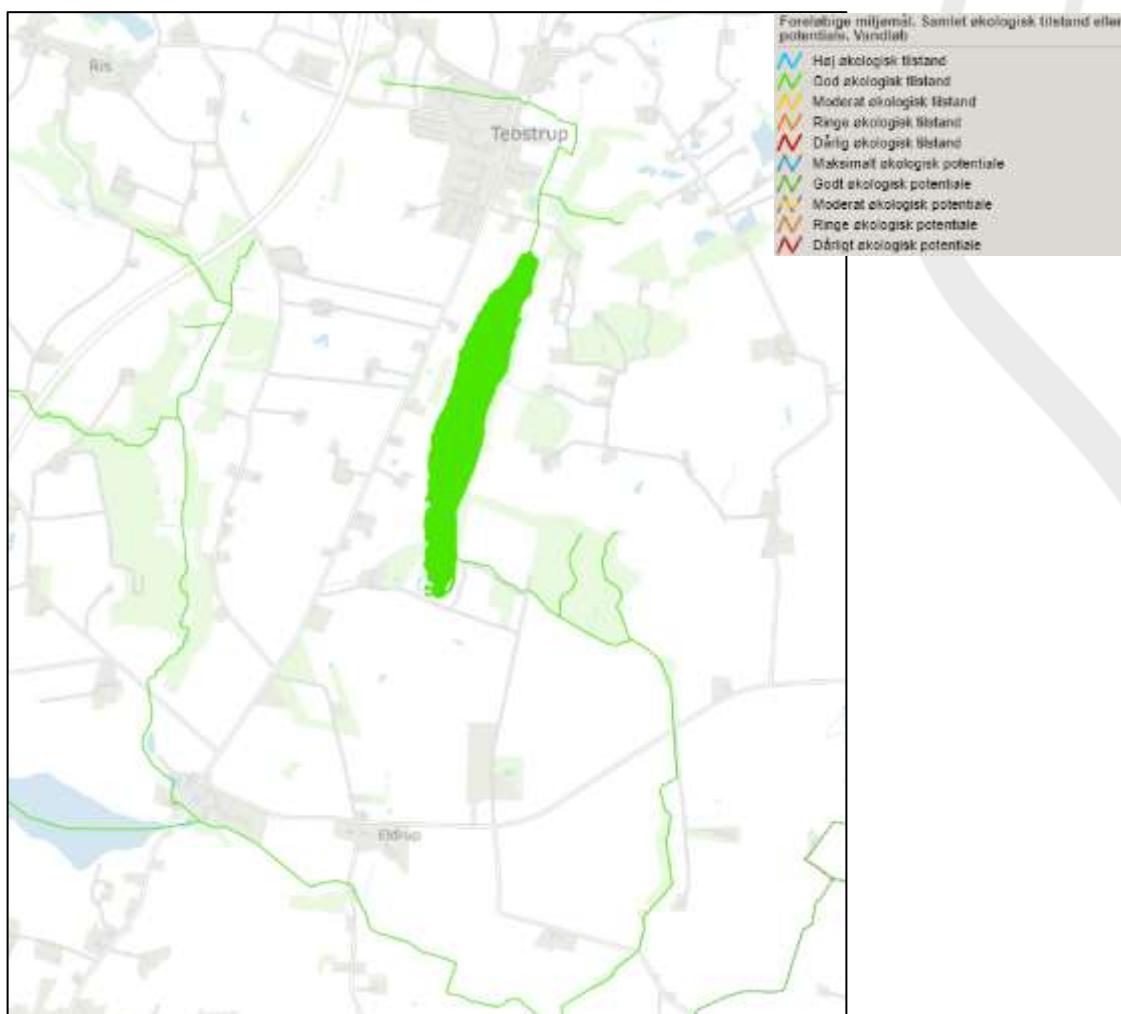 Foreløbige miljømål. Samlet økologisk tilstand eller
potentiale. Vandløb
Høj økologisk tilstand
God økologisk tilstand
Moderat økologisk tilstand
Ringe økologisk tilstand
Dårlig økologisk tilstand
Maksimalt økologisk potentiale
Godt økologisk potentiale
Moderat økologisk potentiale
Ringe økologisk potentiale
Dårligt økologisk potentiale
Ris
Tebstrup
Eldrup